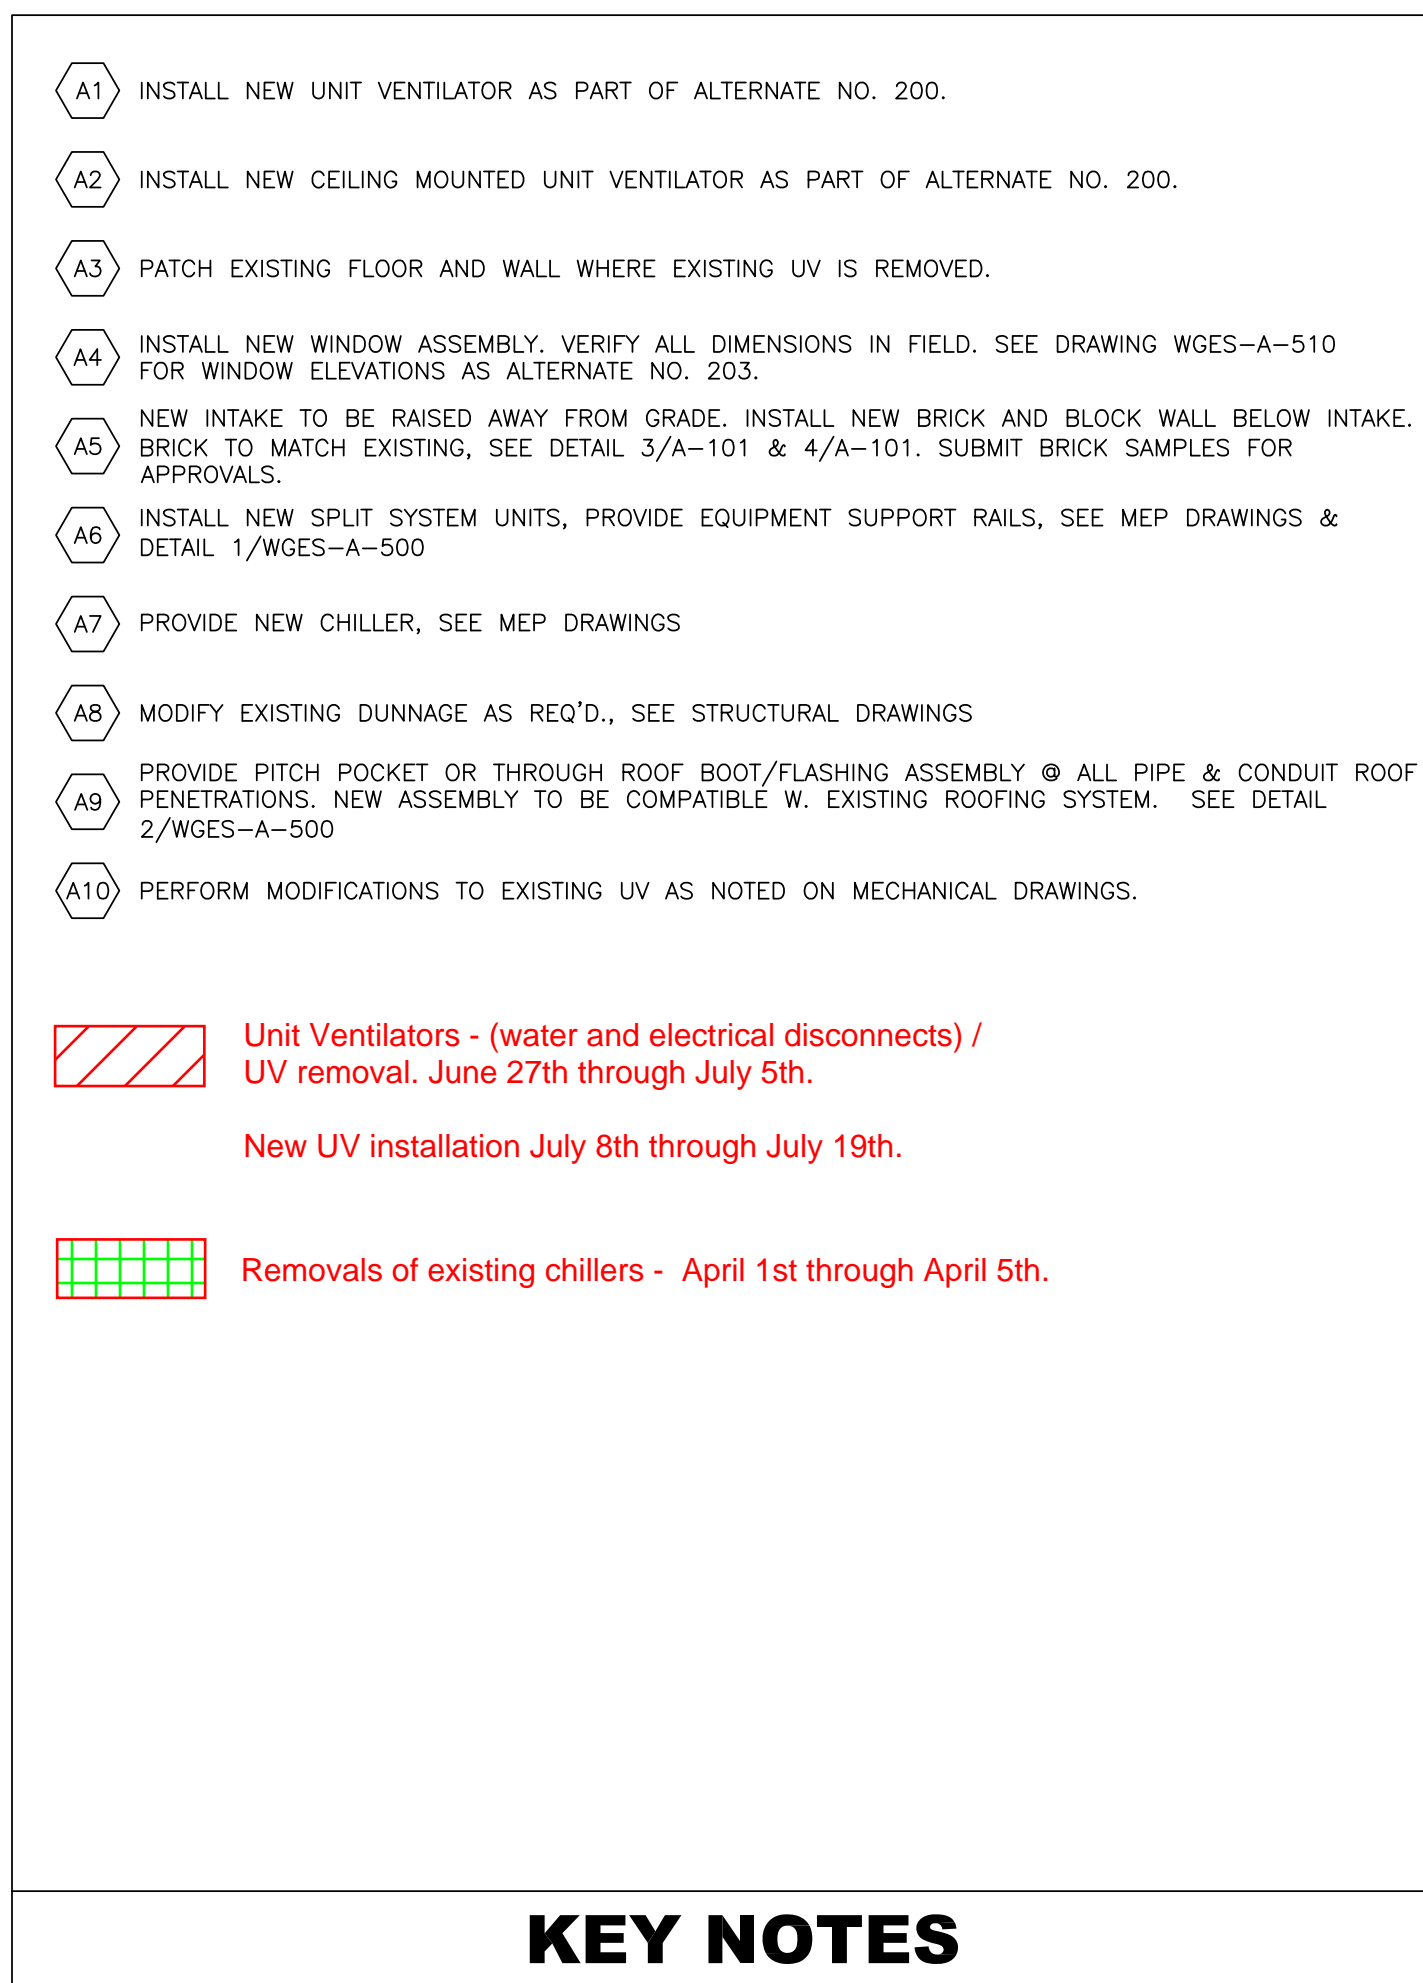 A1 INSTALL NEW UNIT VENTILATOR AS PART OF ALTERNATE NO. 200.
A2 INSTALL NEW CEILING MOUNTED UNIT VENTILATOR AS PART OF ALTERNATE NO. 200.
A3 PATCH EXISTING FLOOR AND WALL WHERE EXISTING UV IS REMOVED.
A4 INSTALL NEW WINDOW ASSEMBLY. VERIFY ALL DIMENSIONS IN FIELD. SEE DRAWING WGES-A-510
FOR WINDOW ELEVATIONS AS ALTERNATE NO. 203.
A5 NEW INTAKE TO BE RAISED AWAY FROM GRADE. INSTALL NEW BRICK AND BLOCK WALL BELOW INTAKE.
BRICK TO MATCH EXISTING, SEE DETAIL 3/A-101 & 4/A-101. SUBMIT BRICK SAMPLES FOR
APPROVALS.
A6 INSTALL NEW SPLIT SYSTEM UNITS, PROVIDE EQUIPMENT SUPPORT RAILS, SEE MEP DRAWINGS &
DETAIL 1/WGES-A-500
A7 PROVIDE NEW CHILLER, SEE MEP DRAWINGS
A8 MODIFY EXISTING DUNNAGE AS REQ'D., SEE STRUCTURAL DRAWINGS
A9 PROVIDE PITCH POCKET OR THROUGH ROOF BOOT/FLASHING ASSEMBLY @ ALL PIPE & CONDUIT ROOF
PENETRATIONS. NEW ASSEMBLY TO BE COMPATIBLE W. EXISTING ROOFING SYSTEM. SEE DETAIL
2/WGES-A-500
A10 PERFORM MODIFICATIONS TO EXISTING UV AS NOTED ON MECHANICAL DRAWINGS.
Unit Ventilators - (water and electrical disconnects) /
UV removal. June 27th through July 5th.
New UV installation July 8th through July 19th.
Removals of existing chillers - April 1st through April 5th.
KEY NOTES